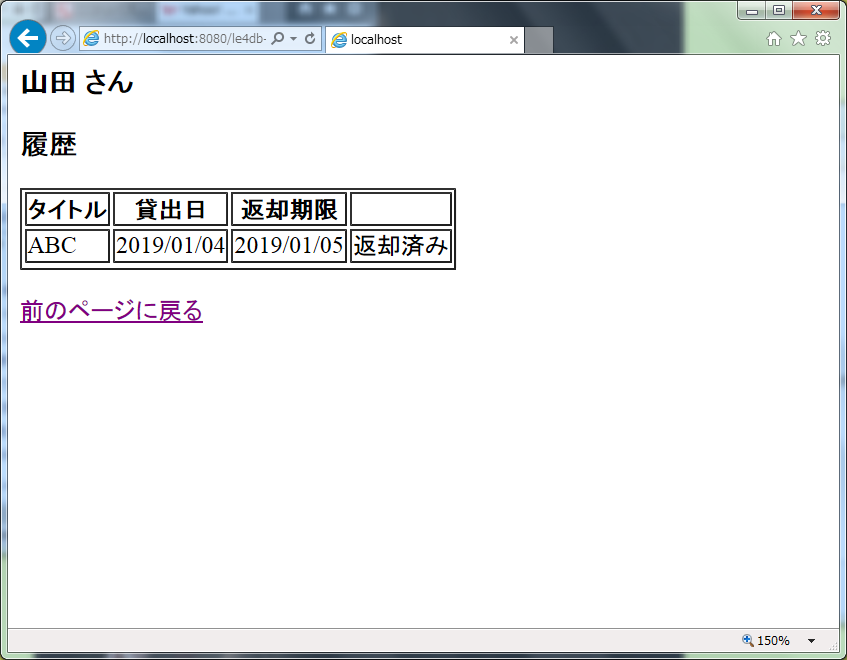 http://localhost:8080/le4db-
localhost
山田 さん
履歴
タイトル 貸出日 返却期限
ABC 2019/01/04 2019/01/05 返却済み
前のページに戻る
150%